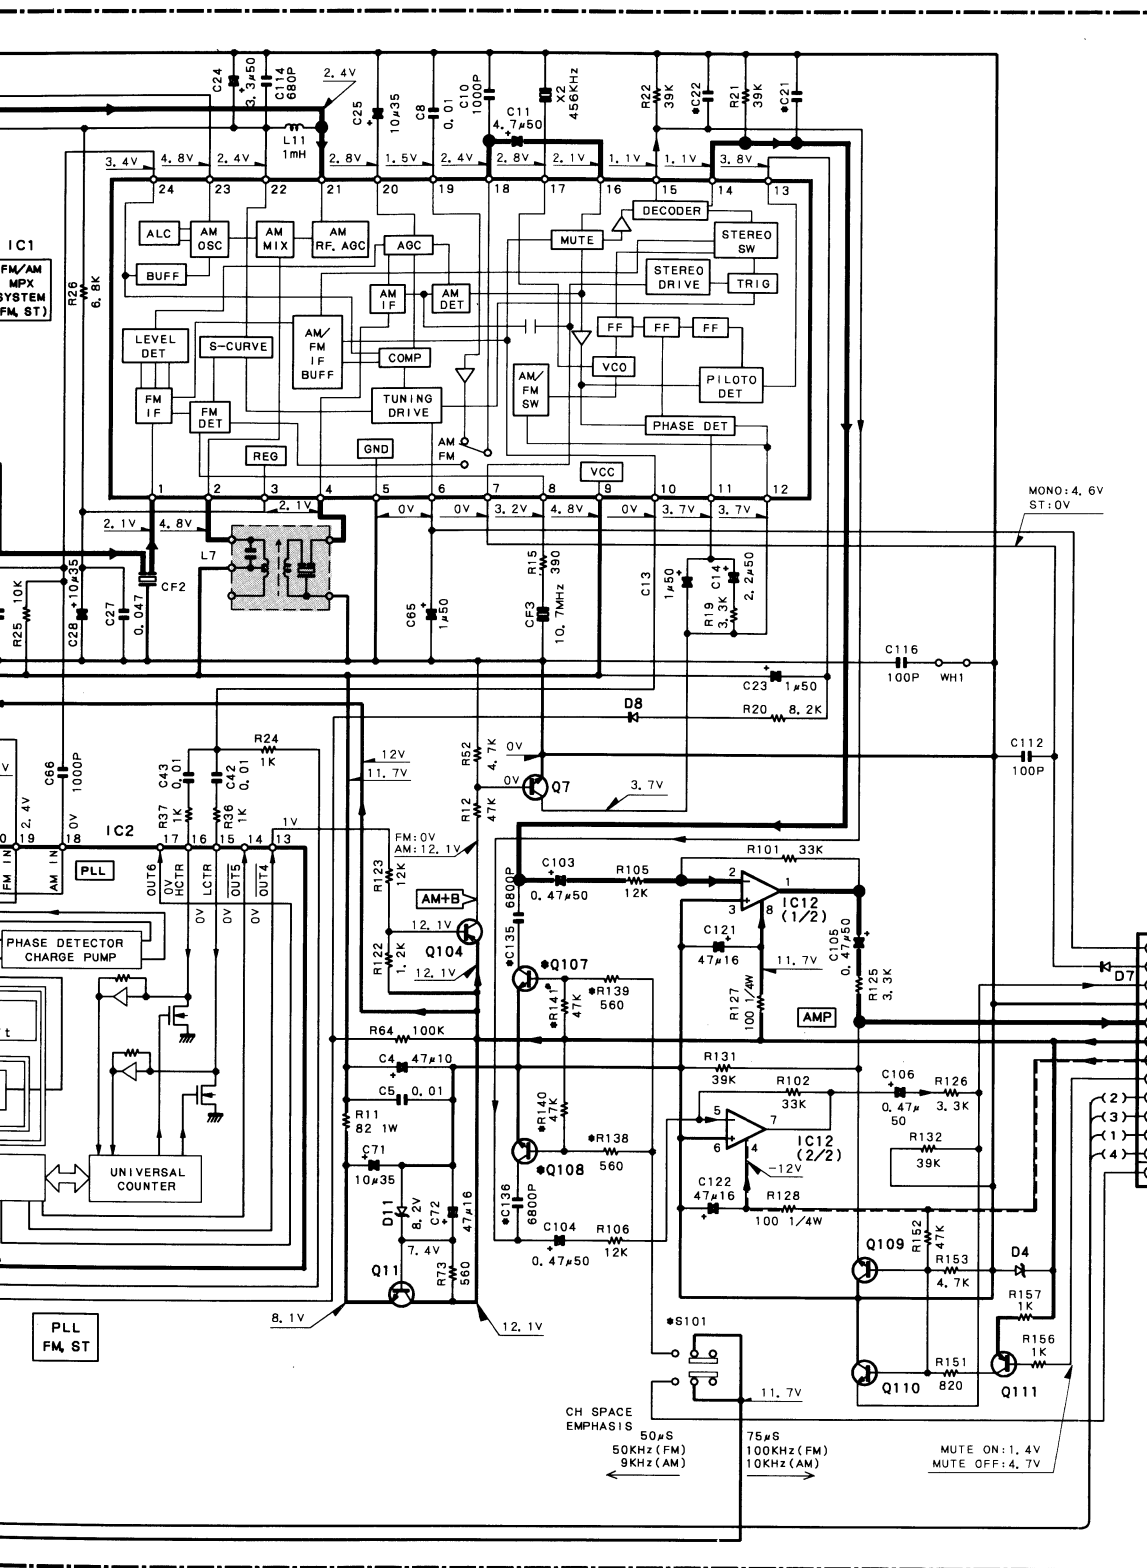 C24
3.3µ50
C114
680P
2.4V
C25
10µ35
C8
0.01
C10
1000P
C11
4.7µ50
X2
456KHz
R22
39K
*C22
R21
39K
*C21
L11
1mH
3.4V
4.8V
2.4V
2.8V
1.5V
2.4V
2.8V
2.1V
1.1V
1.1V
3.8V
24
23
22
21
20
19
18
17
16
15
14
13
IC1
FM/AM
MPX
SYSTEM
(FM, ST)
R26
6.8K
ALC
AM
OSC
AM
MIX
AM
RF. AGC
AGC
MUTE
DECODER
STEREO
SW
BUFF
AM
IF
AM
DET
STEREO
DRIVE
TRIG
LEVEL
DET
S-CURVE
AM/
FM
IF
BUFF
COMP
FF
FF
FF
VCO
FM
IF
FM
DET
TUNING
DRIVE
AM/
FM
SW
PILOTO
DET
PHASE DET
REG
GND
AM
FM
VCC
1
2
3
4
5
6
7
8
9
10
11
12
2.1V
4.8V
2.1V
0V
0V
3.2V
4.8V
0V
3.7V
3.7V
MONO:4.6V
ST:0V
L7
CF2
R25
10K
C28
10µ35
C27
0.047
C65
1µ50
R15
390
CF3
10.7MHz
C13
1µ50
C14
2.2µ50
R19
3.3K
C116
100P
WH1
C23
1µ50
D8
R20
8.2K
C112
100P
R24
1K
12V
11.7V
R52
4.7K
0V
0V
Q7
3.7V
C66
1000P
C43
0.01
C42
0.01
R37
1K
R36
1K
R12
47K
2.4V
0V
IC2
1V
19
18
17
16
15
14
13
FM IN
AM IN
PLL
OUT6
0V
HCTR
0V
LCTR
0V
OUT5
OUT4
FM:0V
AM:12.1V
R123
12K
AM+B
12.1V
Q104
R122
1.2K
12.1V
PHASE DETECTOR
CHARGE PUMP
R101
33K
C103
0.47µ50
R105
12K
2
3
1
8
IC12
(1/2)
6800P
*C135
C121
47µ16
11.7V
C105
0.47µ50
R125
3.3K
*Q107
*R139
560
*R141
47K
R127
100 1/4W
AMP
D7
R64
100K
C4
47µ10
C5
0.01
R11
82 1W
*R140
47K
R131
39K
R102
33K
C106
0.47µ
50
R126
3.3K
5
6
7
4
IC12
(2/2)
R132
39K
(2)
(3)
(1)
(4)
*R138
560
*Q108
-12V
C71
10µ35
UNIVERSAL
COUNTER
D11
8.2V
C72
47µ16
*C136
6800P
C122
47µ16
R128
100 1/4W
C104
0.47µ50
R106
12K
7.4V
R73
560
Q11
Q109
R152
47K
R153
4.7K
D4
8.1V
12.1V
R157
1K
R156
1K
PLL
FM, ST
*S101
R151
820
Q110
Q111
11.7V
CH SPACE
EMPHASIS
50µS
50KHz(FM)
9KHz(AM)
75µS
100KHz(FM)
10KHz(AM)
MUTE ON:1.4V
MUTE OFF:4.7V